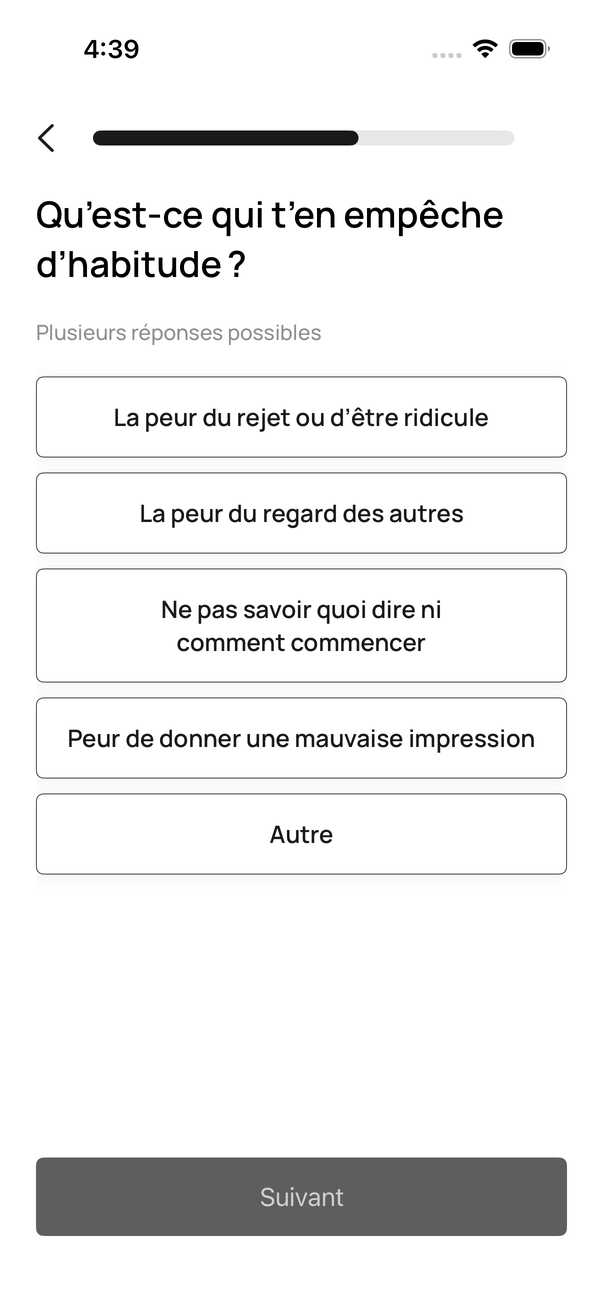 4:39
Qu’est-ce qui t’en empêche
d’habitude ?
Plusieurs réponses possibles
La peur du rejet ou d’être ridicule
La peur du regard des autres
Ne pas savoir quoi dire ni
comment commencer
Peur de donner une mauvaise impression
Autre
Suivant